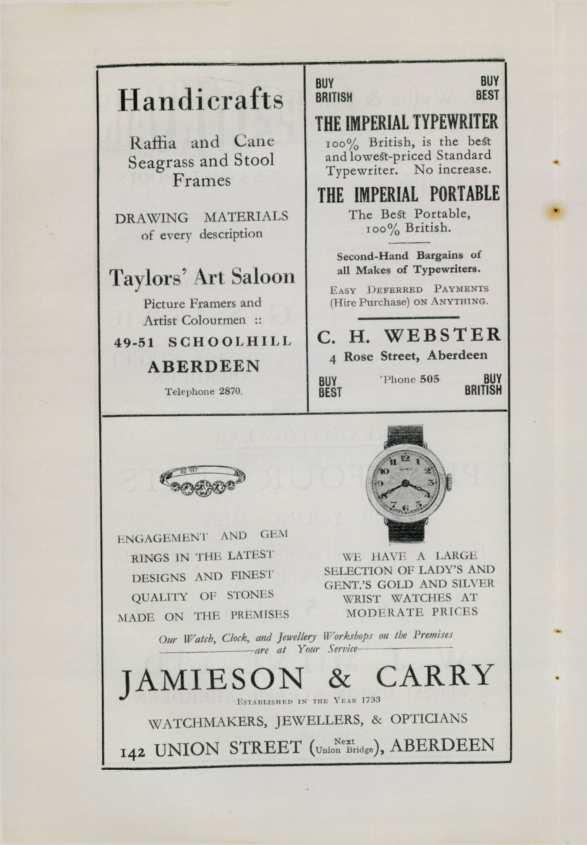 Handicrafts
Raffia and Cane
Seagrass and Stool
Frames
DRAWING MATERIALS
of every description
Taylors' Art Saloon
Picture Framers and
Artist Colourmen ::
49-51 SCHOOLHILL
ABERDEEN
Telephone 2870.
BUY BRITISH
BUY BEST
THE IMPERIAL TYPEWRITER
100% British, is the best
and lowest-priced Standard
Typewriter. No increase.
THE IMPERIAL PORTABLE
The Best Portable,
100% British.
Second-Hand Bargains of
all Makes of Typewriters.
EASY DEFERRED PAYMENTS
(Hire Purchase) ON ANYTHING.
C. H. WEBSTER
4 Rose Street, Aberdeen
BUY BEST
'Phone 505
BUY BRITISH
ENGAGEMENT AND GEM
RINGS IN THE LATEST
DESIGNS AND FINEST
QUALITY OF STONES
MADE ON THE PREMISES
WE HAVE A LARGE
SELECTION OF LADY'S AND
GENT.'S GOLD AND SILVER
WRIST WATCHES AT
MODERATE PRICES
Our Watch, Clock, and Jewellery Workshops on the Premises
are at Your Service
JAMIESON & CARRY
ESTABLISHED IN THE YEAR 1733
WATCHMAKERS, JEWELLERS, & OPTICIANS
142 UNION STREET (Next Union Bridge), ABERDEEN